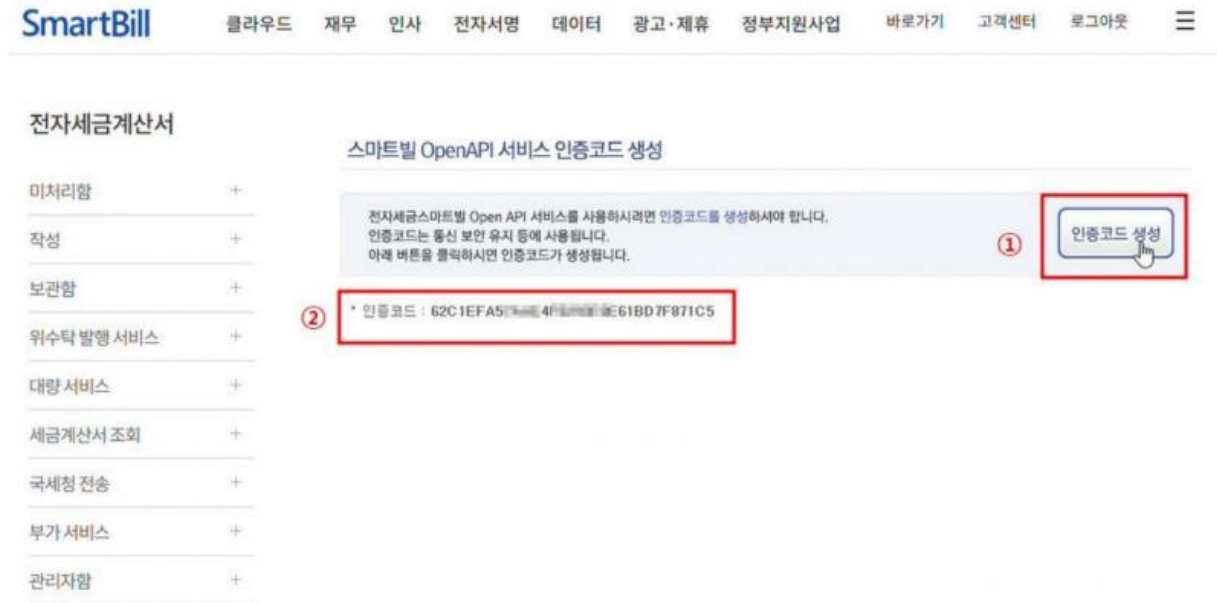 SmartBill 클라우드 재무 인사 전자서명 데이터 광고·제휴 정부지원사업 바로가기 고객센터 로그아웃
전자세금계산서
스마트빌 OpenAPI 서비스 인증코드 생성
미처리함
작성
보관함
위수탁 발행 서비스
대량 서비스
세금계산서 조회
국세청 전송
부가 서비스
관리자함
전자세금스마트빌 Open API 서비스를 사용하시려면 인증코드를 생성하셔야 합니다.
인증코드는 통신 보안 유지 등에 사용됩니다.
아래 버튼을 클릭하시면 인증코드가 생성됩니다.
① 인증코드 생성
② * 인증코드 : 62C1EFA5 4F E61BD7F871C5